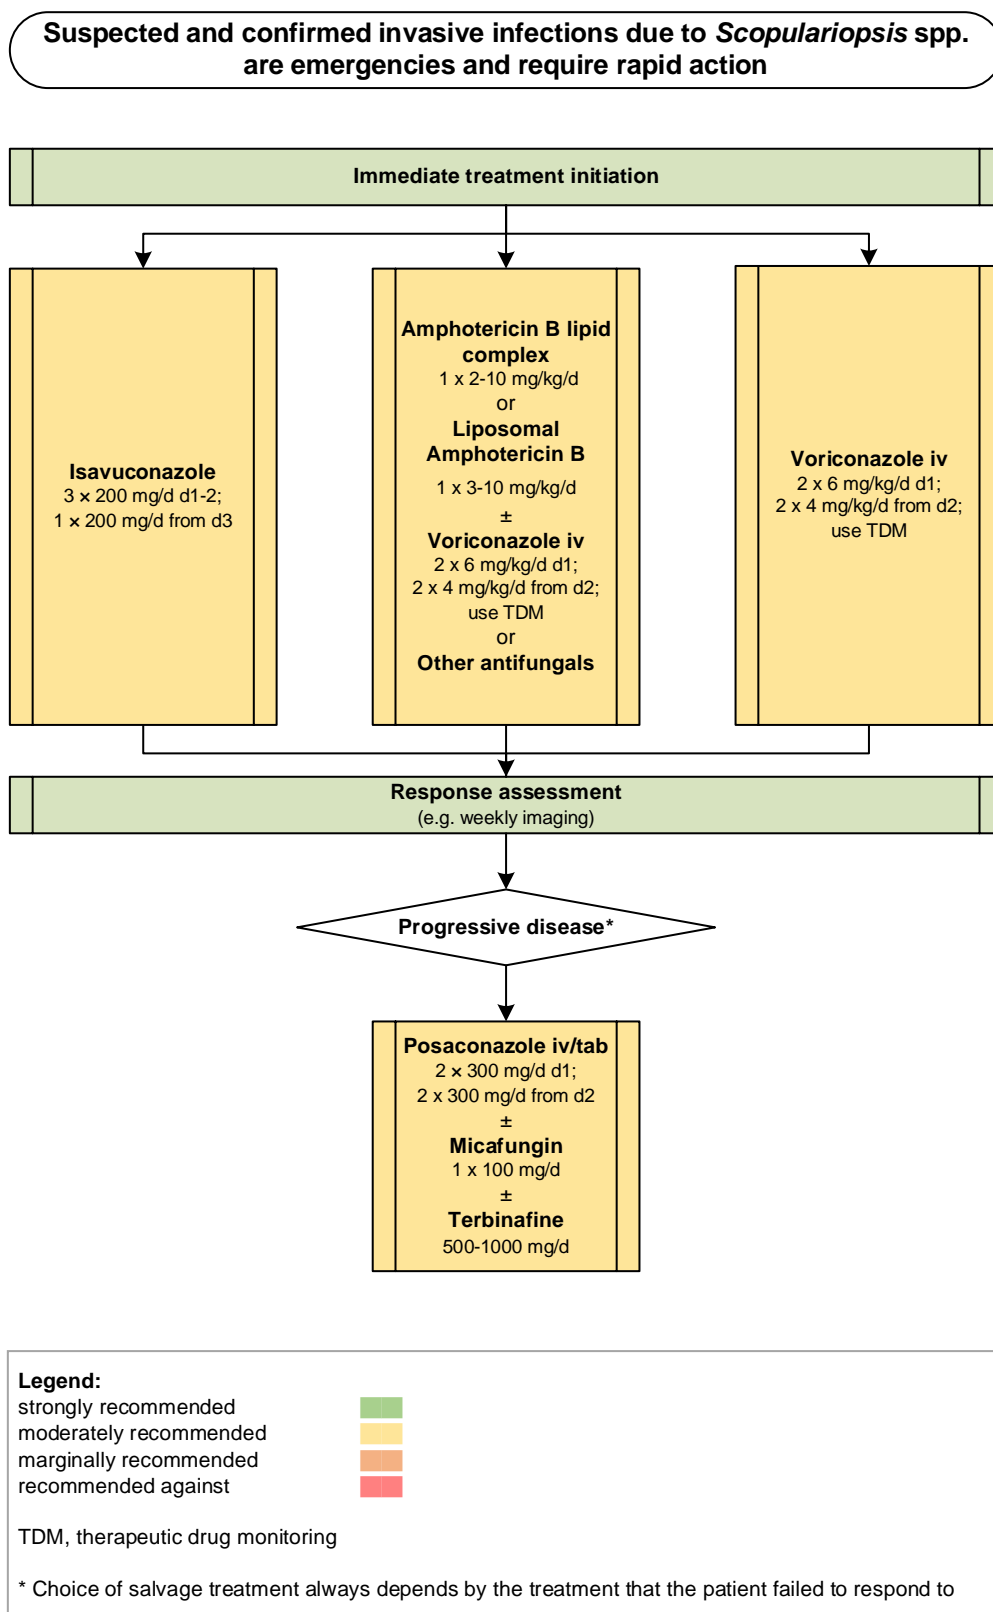 Suspected and confirmed invasive infections due to Scopulariopsis spp.
are emergencies and require rapid action
Immediate treatment initiation
Isavuconazole
3 × 200 mg/d d1-2;
1 × 200 mg/d from d3
Amphotericin B lipid
complex
1 x 2-10 mg/kg/d
or
Liposomal
Amphotericin B
1 x 3-10 mg/kg/d
±
Voriconazole iv
2 x 6 mg/kg/d d1;
2 x 4 mg/kg/d from d2;
use TDM
or
Other antifungals
Voriconazole iv
2 x 6 mg/kg/d d1;
2 x 4 mg/kg/d from d2;
use TDM
Response assessment
(e.g. weekly imaging)
Progressive disease*
Posaconazole iv/tab
2 × 300 mg/d d1;
2 x 300 mg/d from d2
±
Micafungin
1 x 100 mg/d
±
Terbinafine
500-1000 mg/d
Legend:
strongly recommended
moderately recommended
marginally recommended
recommended against
TDM, therapeutic drug monitoring
* Choice of salvage treatment always depends by the treatment that the patient failed to respond to